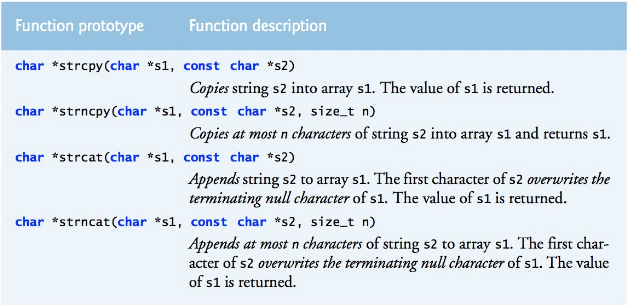 Function prototype Function description
char *strcpy(char *s1, const char *s2)
Copies string s2 into array s1. The value of s1 is returned.
char *strncpy(char *s1, const char *s2, size_t n)
Copies at most n characters of string s2 into array s1 and returns s1.
char *strcat(char *s1, const char *s2)
Appends string s2 to array s1. The first character of s2 overwrites the
terminating null character of s1. The value of s1 is returned.
char *strncat(char *s1, const char *s2, size_t n)
Appends at most n characters of string s2 to array s1. The first char-
acter of s2 overwrites the terminating null character of s1. The value
of s1 is returned.